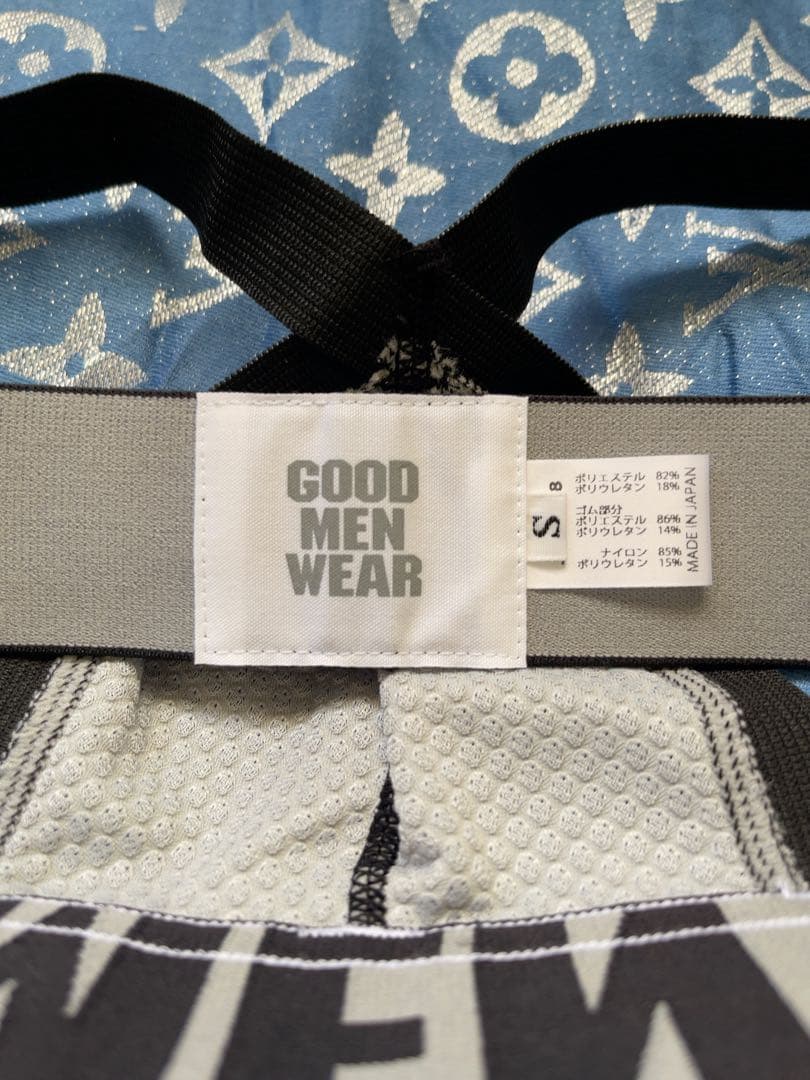 GOOD
MEN
WEAR
S
8
ポリエステル 82%
ポリウレタン 18%
ゴム部分
ポリエステル 86%
ポリウレタン 14%
ナイロン 85%
ポリウレタン 15%
MADE IN JAPAN